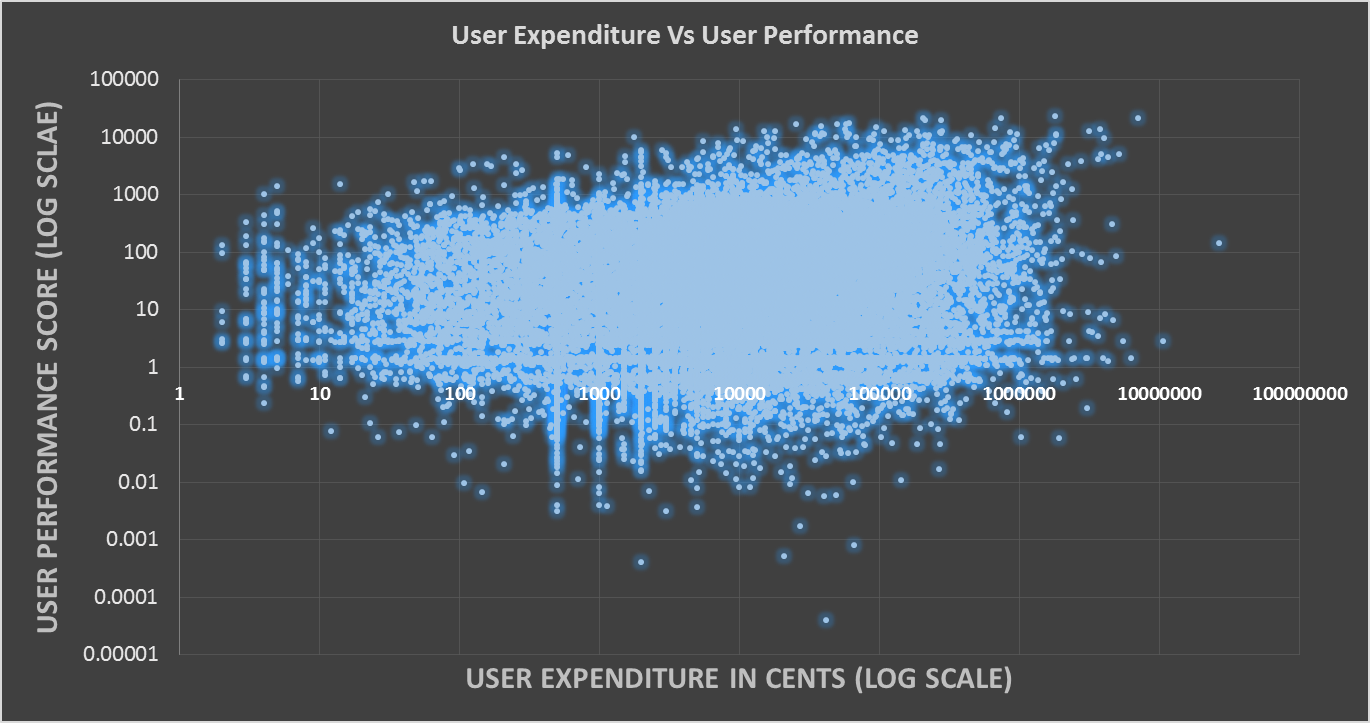 User Expenditure Vs User Performance
USER PERFORMANCE SCORE (LOG SCLAE)
100000
10000
1000
100
10
1
1 10 100 1000 10000 100000 1000000 10000000 100000000
0.1
0.01
0.001
0.0001
0.00001
USER EXPENDITURE IN CENTS (LOG SCALE)